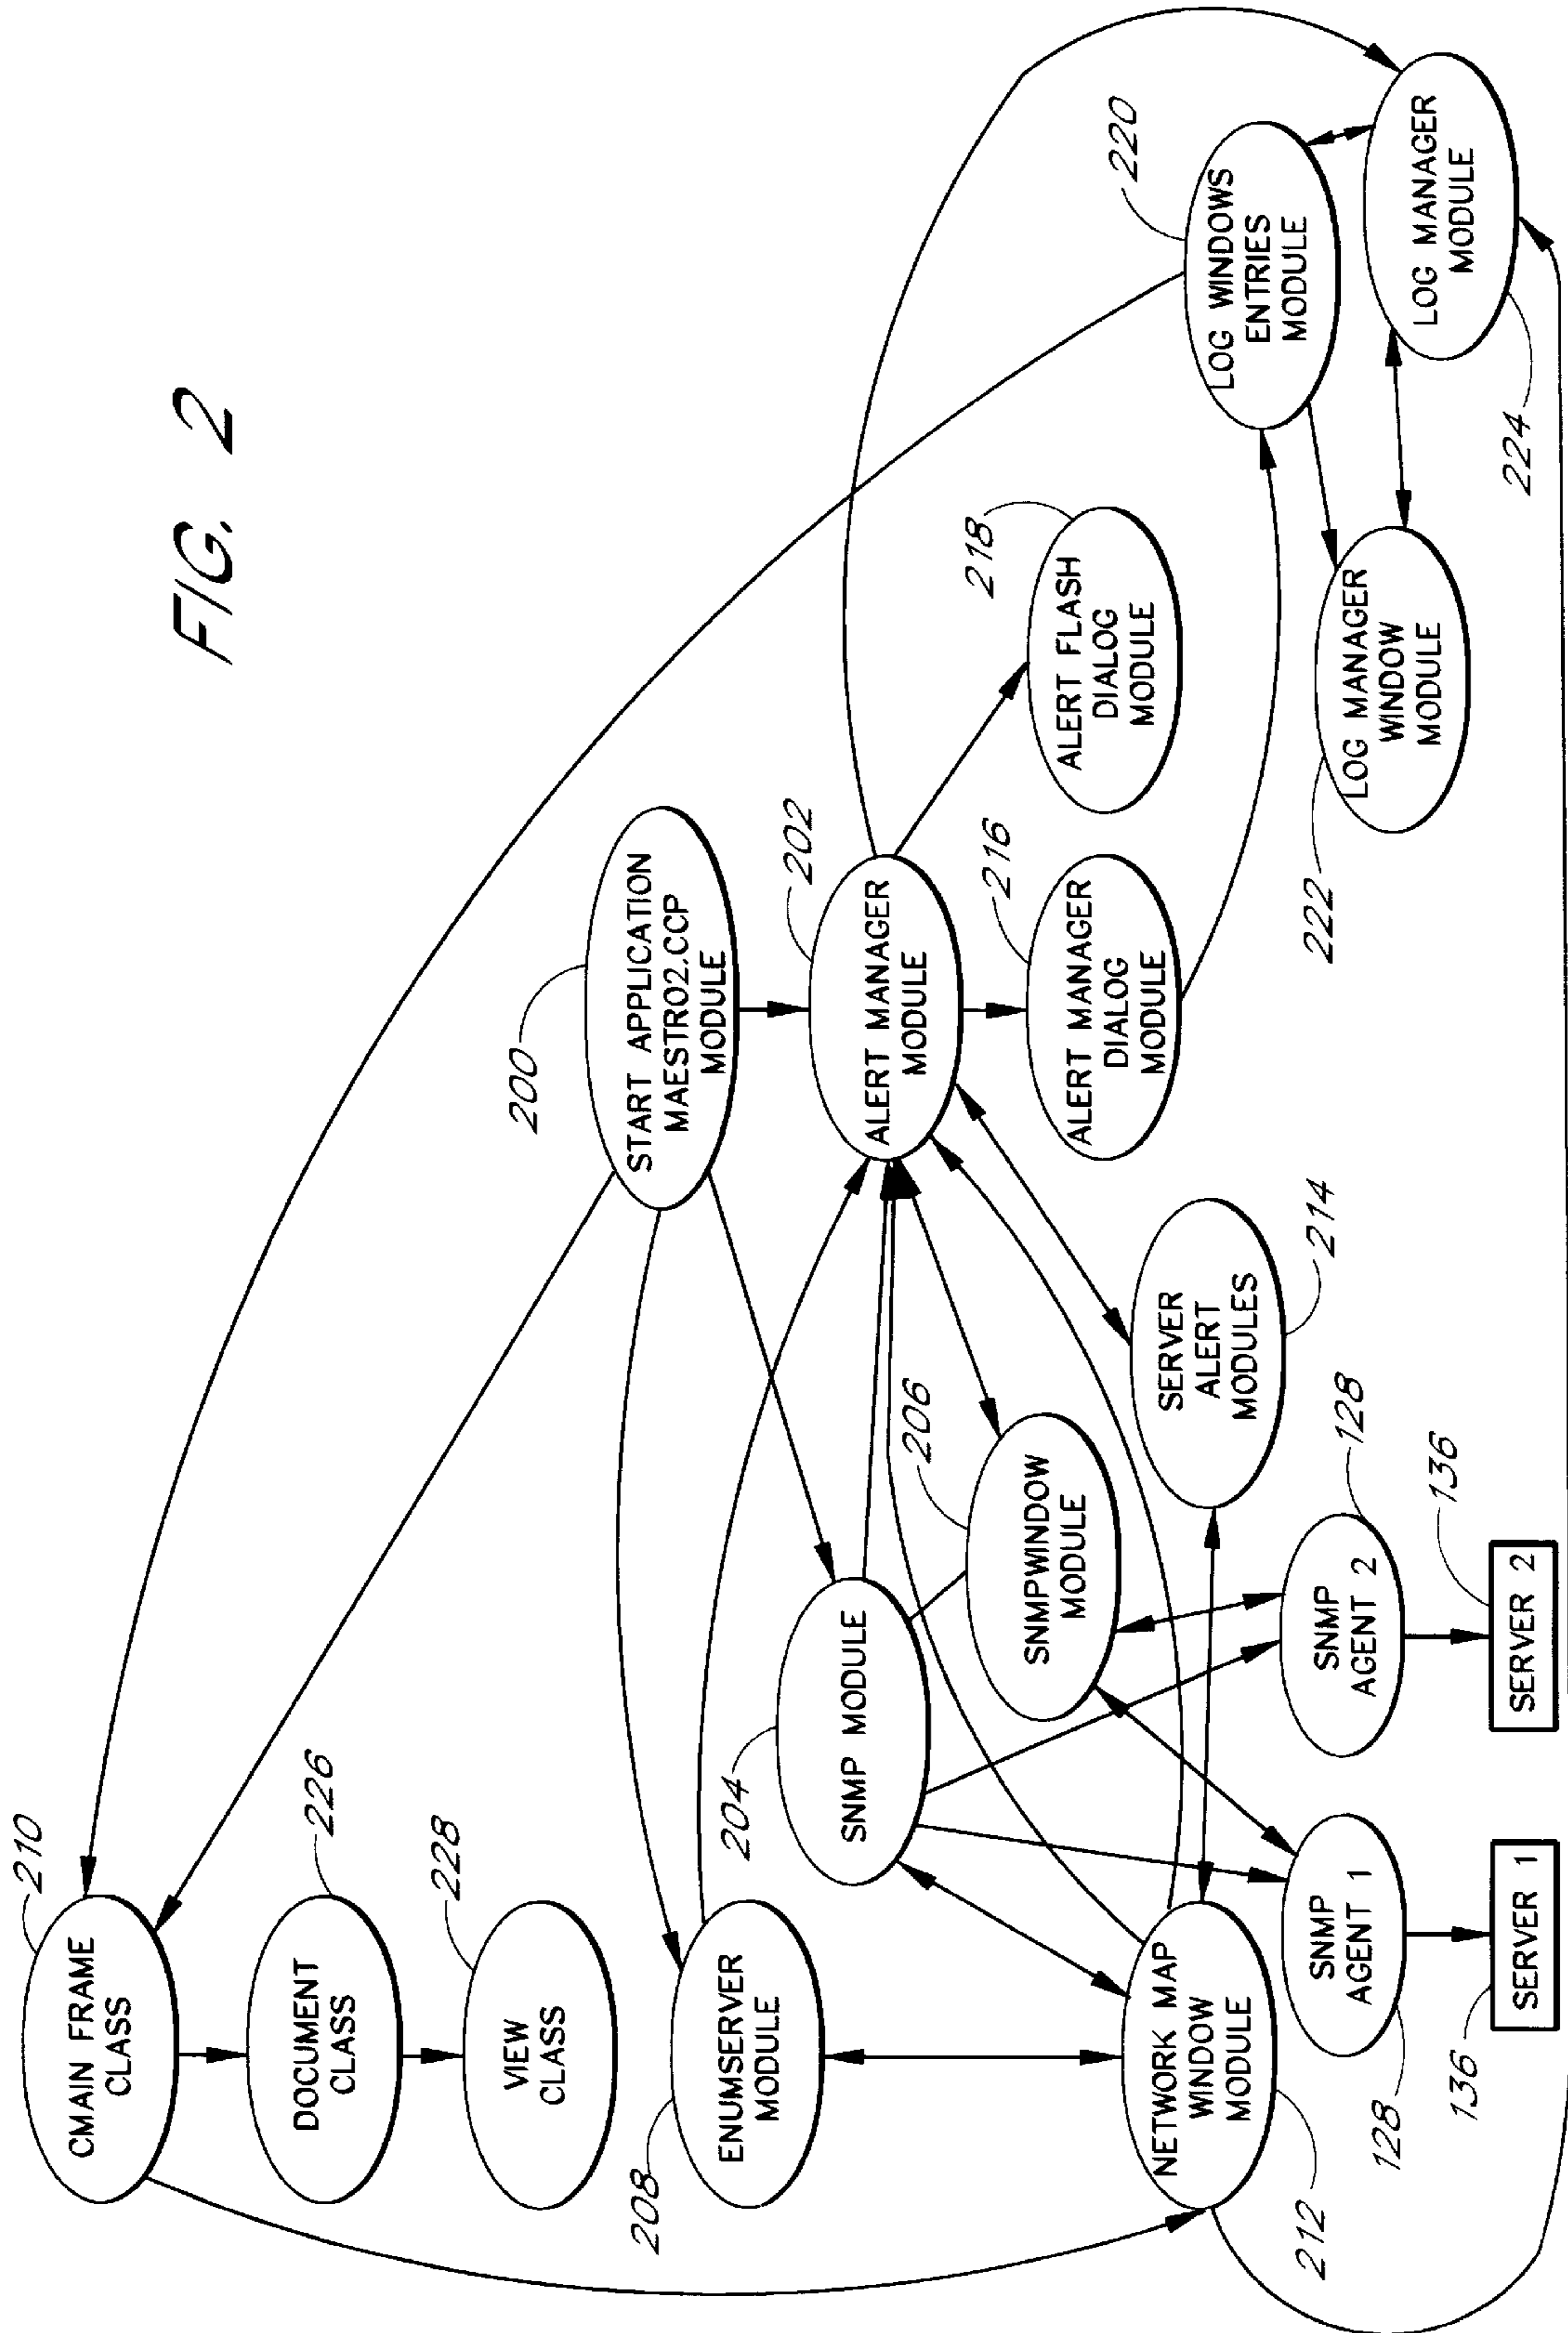 FIG. 2
210
CMAIN FRAME
CLASS
226
DOCUMENT
CLASS
228
VIEW
CLASS
200
START APPLICATION
MAESTRO2.CCP
MODULE
208
ENUMSERVER
MODULE
204
SNMP MODULE
202
ALERT MANAGER
MODULE
206
SNMPWINDOW
MODULE
216
ALERT MANAGER
DIALOG
MODULE
218
ALERT FLASH
DIALOG
MODULE
220
LOG WINDOWS
ENTRIES
MODULE
212
NETWORK MAP
WINDOW
MODULE
214
SERVER
ALERT
MODULES
222
LOG MANAGER
WINDOW
MODULE
224
LOG MANAGER
MODULE
128
SNMP
AGENT 1
128
SNMP
AGENT 2
136
SERVER 1
136
SERVER 2